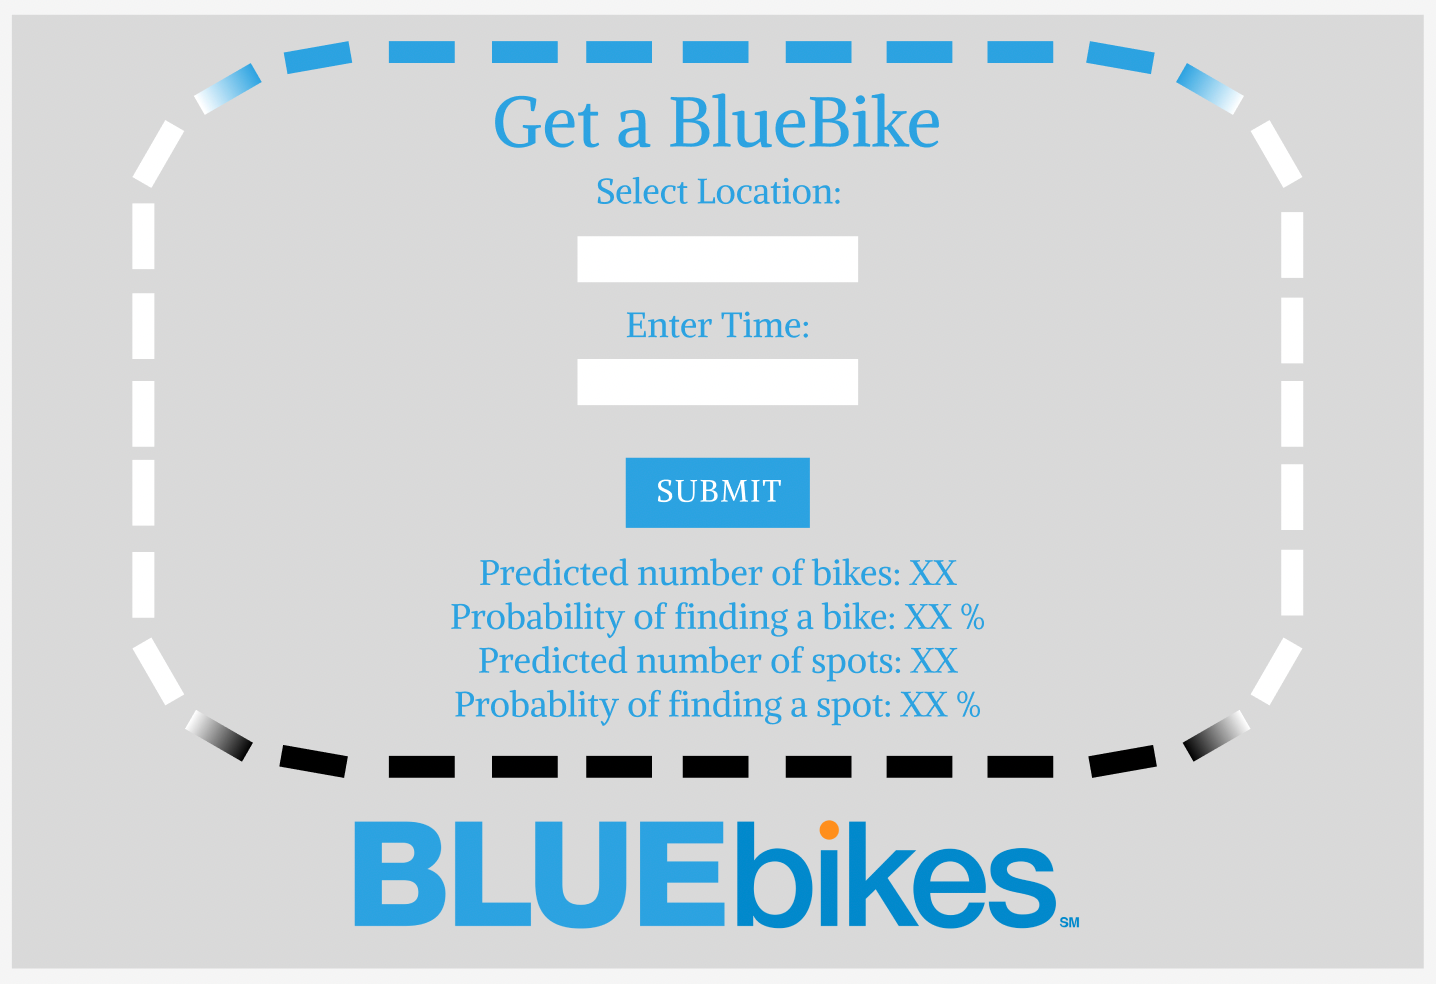 Get a BlueBike
Select Location:
Enter Time:
SUBMIT
Predicted number of bikes: XX
Probability of finding a bike: XX %
Predicted number of spots: XX
Probablity of finding a spot: XX %
BLUEbikes SM